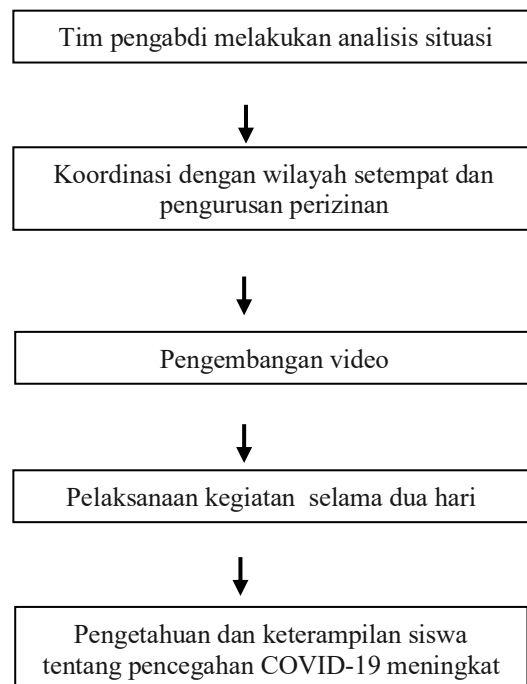 Tim pengabdi melakukan analisis situasi
Koordinasi dengan wilayah setempat dan
pengurusan perizinan
Pengembangan video
Pelaksanaan kegiatan selama dua hari
Pengetahuan dan keterampilan siswa
tentang pencegahan COVID-19 meningkat